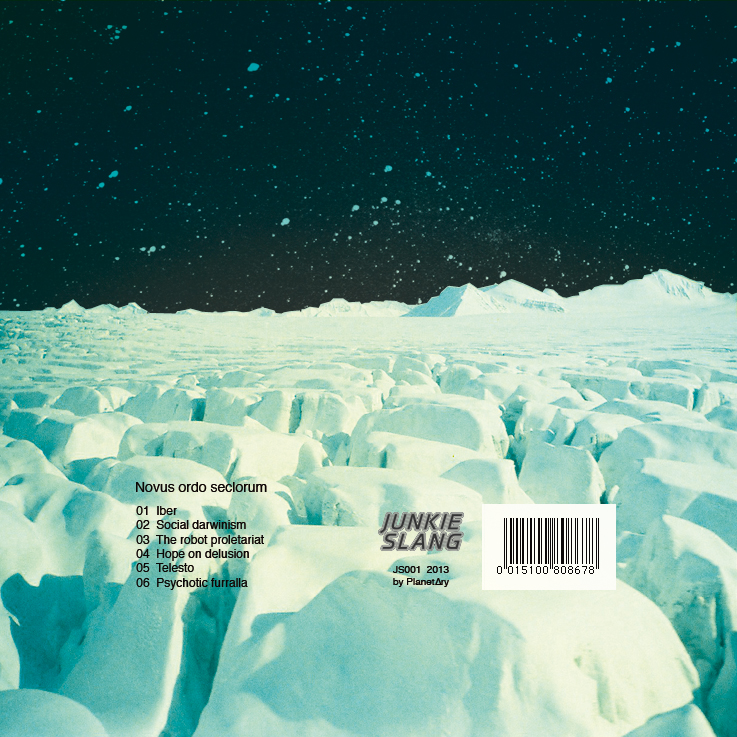 Novus ordo seclorum
01 Iber
02 Social darwinism
03 The robot proletariat
04 Hope on delusion
05 Telesto
06 Psychotic furralla
JUNKIE
SLANG
JS001 2013
by PlanetΔry
0 015100 808678